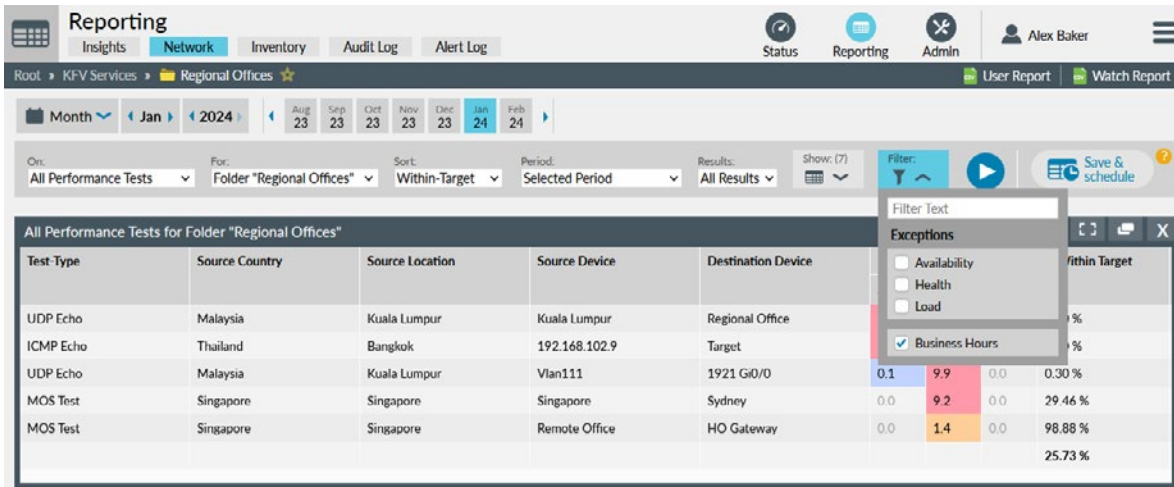 Reporting
Insights Network Inventory Audit Log Alert Log
Status Reporting Admin Alex Baker
Root » KFV Services » Regional Offices
User Report Watch Report
Month Jan 2024 Aug 23 Sep 23 Oct 23 Nov 23 Dec 23 Jan 24 Feb 24
On: For: Sort: Period: Results: Show: (7) Filter:
All Performance Tests Folder "Regional Offices" Within-Target Selected Period All Results Save & schedule ?
Filter Text
Exceptions
Availability
Health
Load
Business Hours
All Performance Tests for Folder "Regional Offices" X
Test-Type Source Country Source Location Source Device Destination Device Within Target
UDP Echo Malaysia Kuala Lumpur Kuala Lumpur Regional Office %
ICMP Echo Thailand Bangkok 192.168.102.9 Target %
UDP Echo Malaysia Kuala Lumpur Vlan111 1921 Gi0/0 0.1 9.9 0.0 0.30 %
MOS Test Singapore Singapore Singapore Sydney 0.0 9.2 0.0 29.46 %
MOS Test Singapore Singapore Remote Office HO Gateway 0.0 1.4 0.0 98.88 %
25.73 %